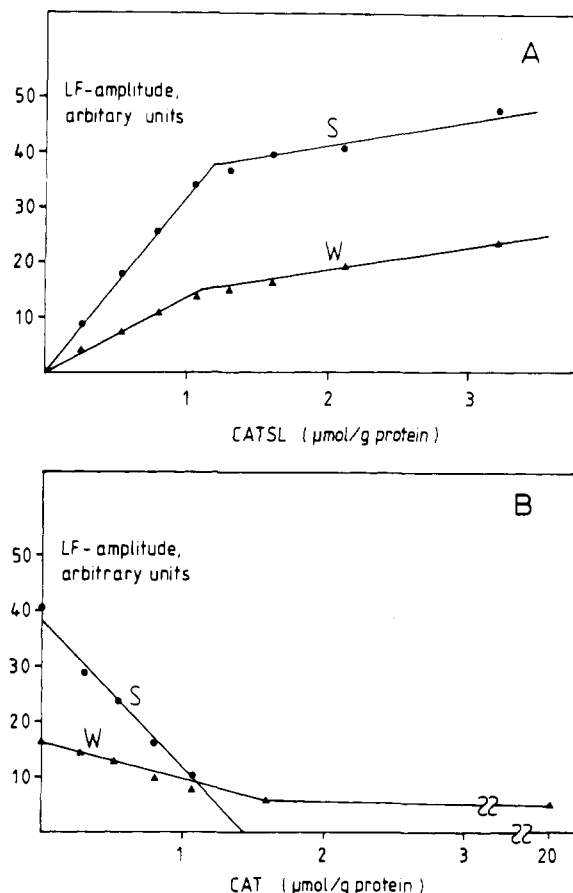 A
LF-amplitude,
arbitary units
50
40
30
20
10
S
W
1 2 3
CATSL (µmol/g protein)
B
LF-amplitude,
arbitrary units
50
40
30
20
10
S
W
1 2 3 20
CAT (µmol/g protein)